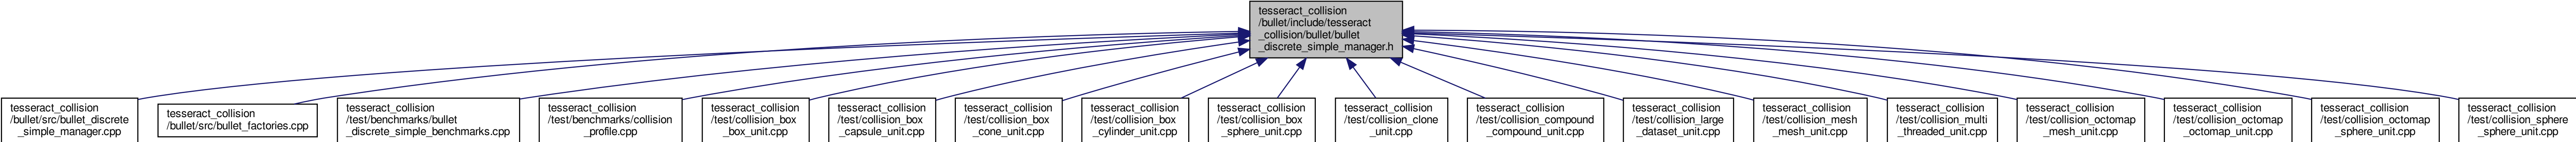 tesseract_collision
/bullet/include/tesseract
_collision/bullet/bullet
_discrete_simple_manager.h
tesseract_collision
/bullet/src/bullet_discrete
_simple_manager.cpp
tesseract_collision
/bullet/src/bullet_factories.cpp
tesseract_collision
/test/benchmarks/bullet
_discrete_simple_benchmarks.cpp
tesseract_collision
/test/benchmarks/collision
_profile.cpp
tesseract_collision
/test/collision_box
_box_unit.cpp
tesseract_collision
/test/collision_box
_capsule_unit.cpp
tesseract_collision
/test/collision_box
_cone_unit.cpp
tesseract_collision
/test/collision_box
_cylinder_unit.cpp
tesseract_collision
/test/collision_box
_sphere_unit.cpp
tesseract_collision
/test/collision_clone
_unit.cpp
tesseract_collision
/test/collision_compound
_compound_unit.cpp
tesseract_collision
/test/collision_large
_dataset_unit.cpp
tesseract_collision
/test/collision_mesh
_mesh_unit.cpp
tesseract_collision
/test/collision_multi
_threaded_unit.cpp
tesseract_collision
/test/collision_octomap
_mesh_unit.cpp
tesseract_collision
/test/collision_octomap
_octomap_unit.cpp
tesseract_collision
/test/collision_octomap
_sphere_unit.cpp
tesseract_collision
/test/collision_sphere
_sphere_unit.cpp